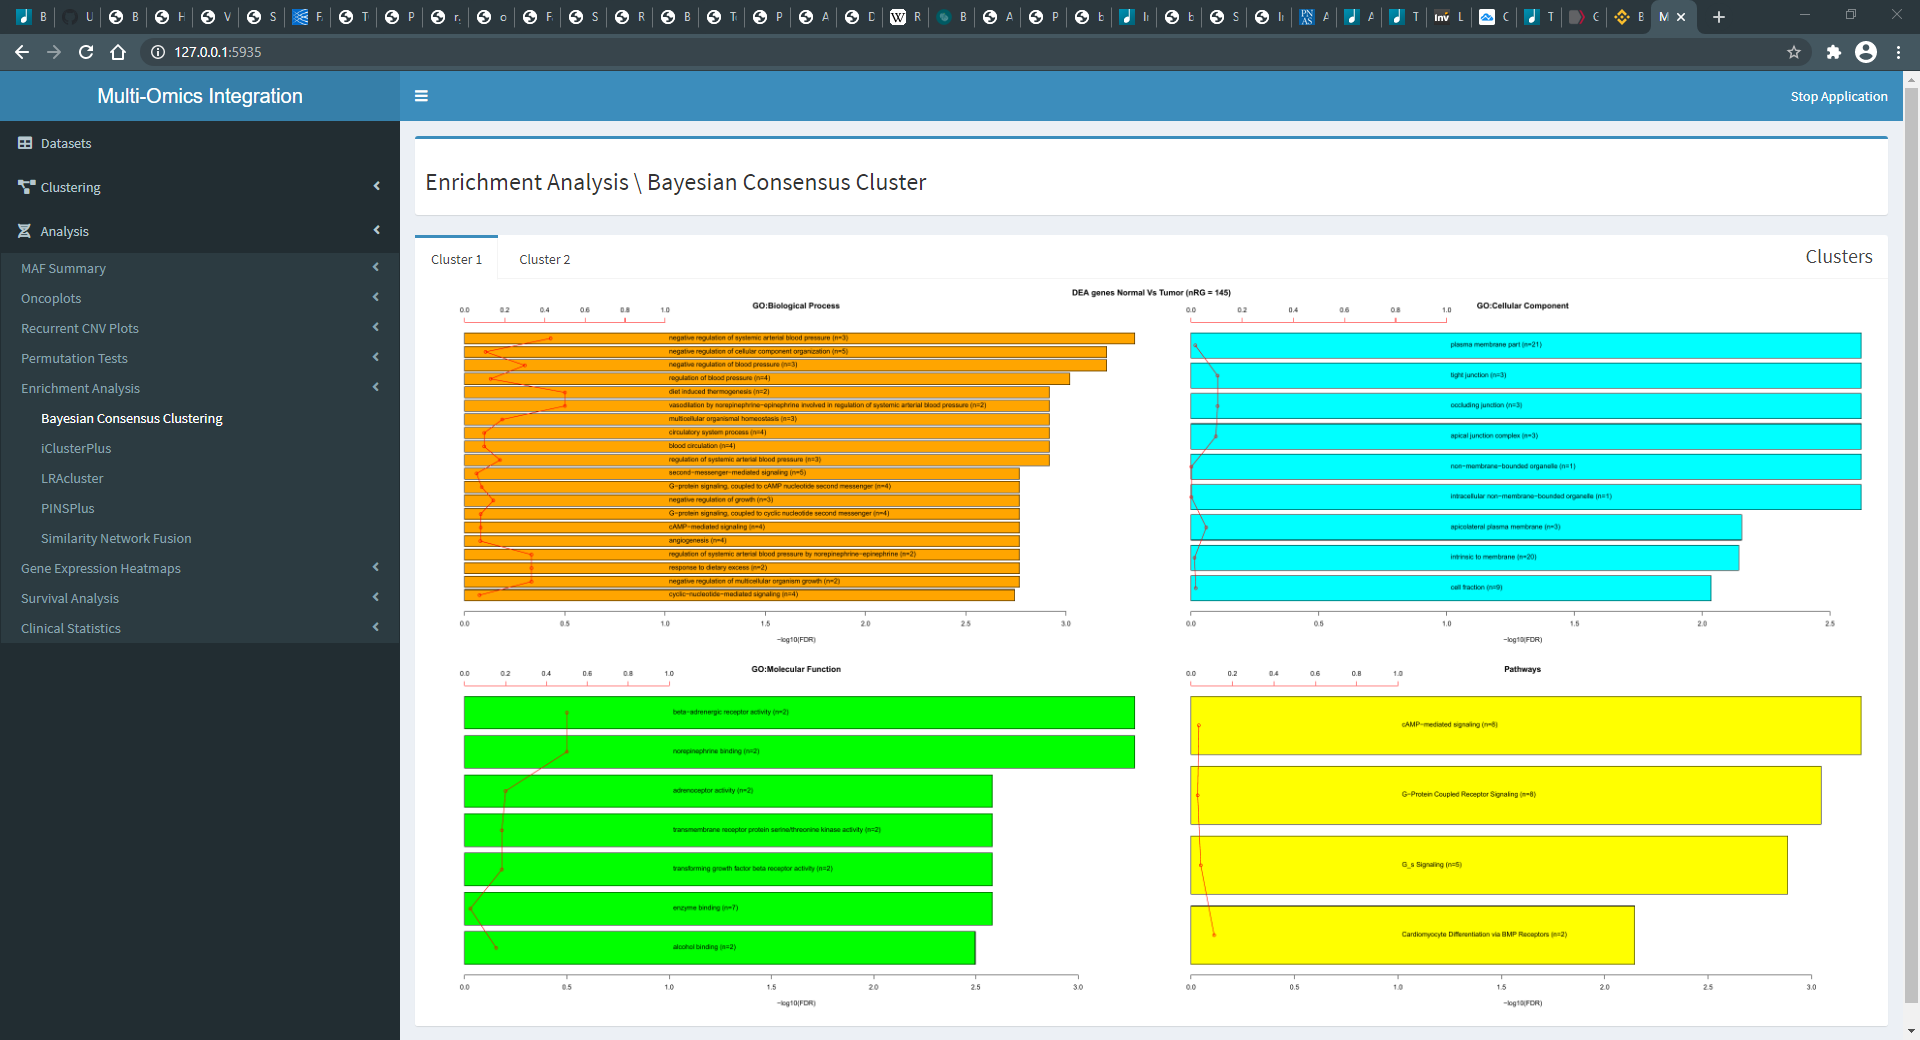 127.0.0.1:5935
Multi-Omics Integration
Stop Application
Datasets
Clustering
Analysis
MAF Summary
Oncoplots
Recurrent CNV Plots
Permutation Tests
Enrichment Analysis
Bayesian Consensus Clustering
iClusterPlus
LRAcluster
PINSPlus
Similarity Network Fusion
Gene Expression Heatmaps
Survival Analysis
Clinical Statistics
Enrichment Analysis \ Bayesian Consensus Cluster
Cluster 1 Cluster 2 Clusters
DEA genes Normal Vs Tumor (nRG = 145)
GO:Biological Process
0.0 0.2 0.4 0.6 0.8 1.0
negative regulation of systemic arterial blood pressure (n=3)
negative regulation of cellular component organization (n=5)
negative regulation of blood pressure (n=3)
regulation of blood pressure (n=4)
diet induced thermogenesis (n=2)
vasodilation by norepinephrine−epinephrine involved in regulation of systemic arterial blood pressure (n=2)
multicellular organismal homeostasis (n=3)
circulatory system process (n=4)
blood circulation (n=4)
regulation of systemic arterial blood pressure (n=3)
second−messenger−mediated signaling (n=5)
G−protein signaling, coupled to cAMP nucleotide second messenger (n=4)
negative regulation of growth (n=3)
G−protein signaling, coupled to cyclic nucleotide second messenger (n=4)
cAMP−mediated signaling (n=4)
angiogenesis (n=4)
regulation of systemic arterial blood pressure by norepinephrine−epinephrine (n=2)
response to dietary excess (n=2)
negative regulation of multicellular organism growth (n=2)
cyclic−nucleotide−mediated signaling (n=4)
0.0 0.5 1.0 1.5 2.0 2.5 3.0
−log10(FDR)
GO:Cellular Component
0.0 0.2 0.4 0.6 0.8 1.0
plasma membrane part (n=21)
tight junction (n=3)
occluding junction (n=3)
apical junction complex (n=3)
non−membrane−bounded organelle (n=1)
intracellular non−membrane−bounded organelle (n=1)
apicolateral plasma membrane (n=3)
intrinsic to membrane (n=20)
cell fraction (n=9)
0.0 0.5 1.0 1.5 2.0 2.5
−log10(FDR)
GO:Molecular Function
0.0 0.2 0.4 0.6 0.8 1.0
beta−adrenergic receptor activity (n=2)
norepinephrine binding (n=2)
adrenoceptor activity (n=2)
transmembrane receptor protein serine/threonine kinase activity (n=2)
transforming growth factor beta receptor activity (n=2)
enzyme binding (n=7)
alcohol binding (n=2)
0.0 0.5 1.0 1.5 2.0 2.5 3.0
−log10(FDR)
Pathways
0.0 0.2 0.4 0.6 0.8 1.0
cAMP−mediated signaling (n=8)
G−Protein Coupled Receptor Signaling (n=8)
G_s Signaling (n=5)
Cardiomyocyte Differentiation via BMP Receptors (n=2)
0.0 0.5 1.0 1.5 2.0 2.5 3.0
−log10(FDR)